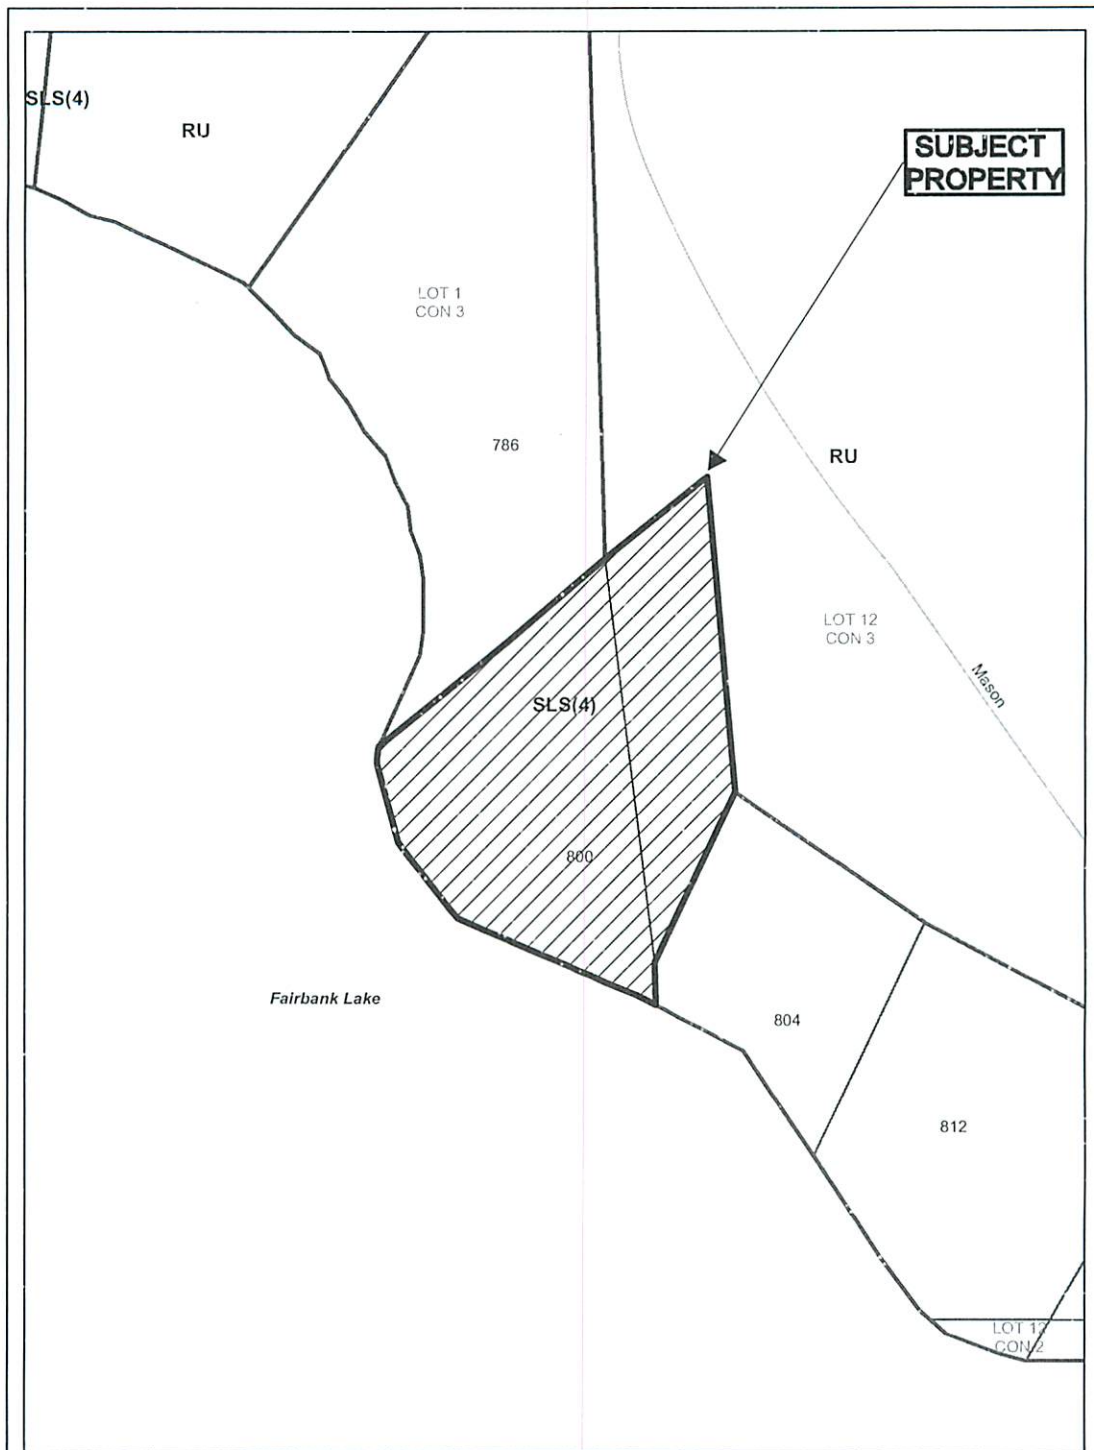 SLS(4)
RU
SUBJECT
PROPERTY
LOT 1
CON 3
786
RU
LOT 12
CON 3
Mason
SLS(4)
800
Fairbank Lake
804
812
LOT 12
CON 2